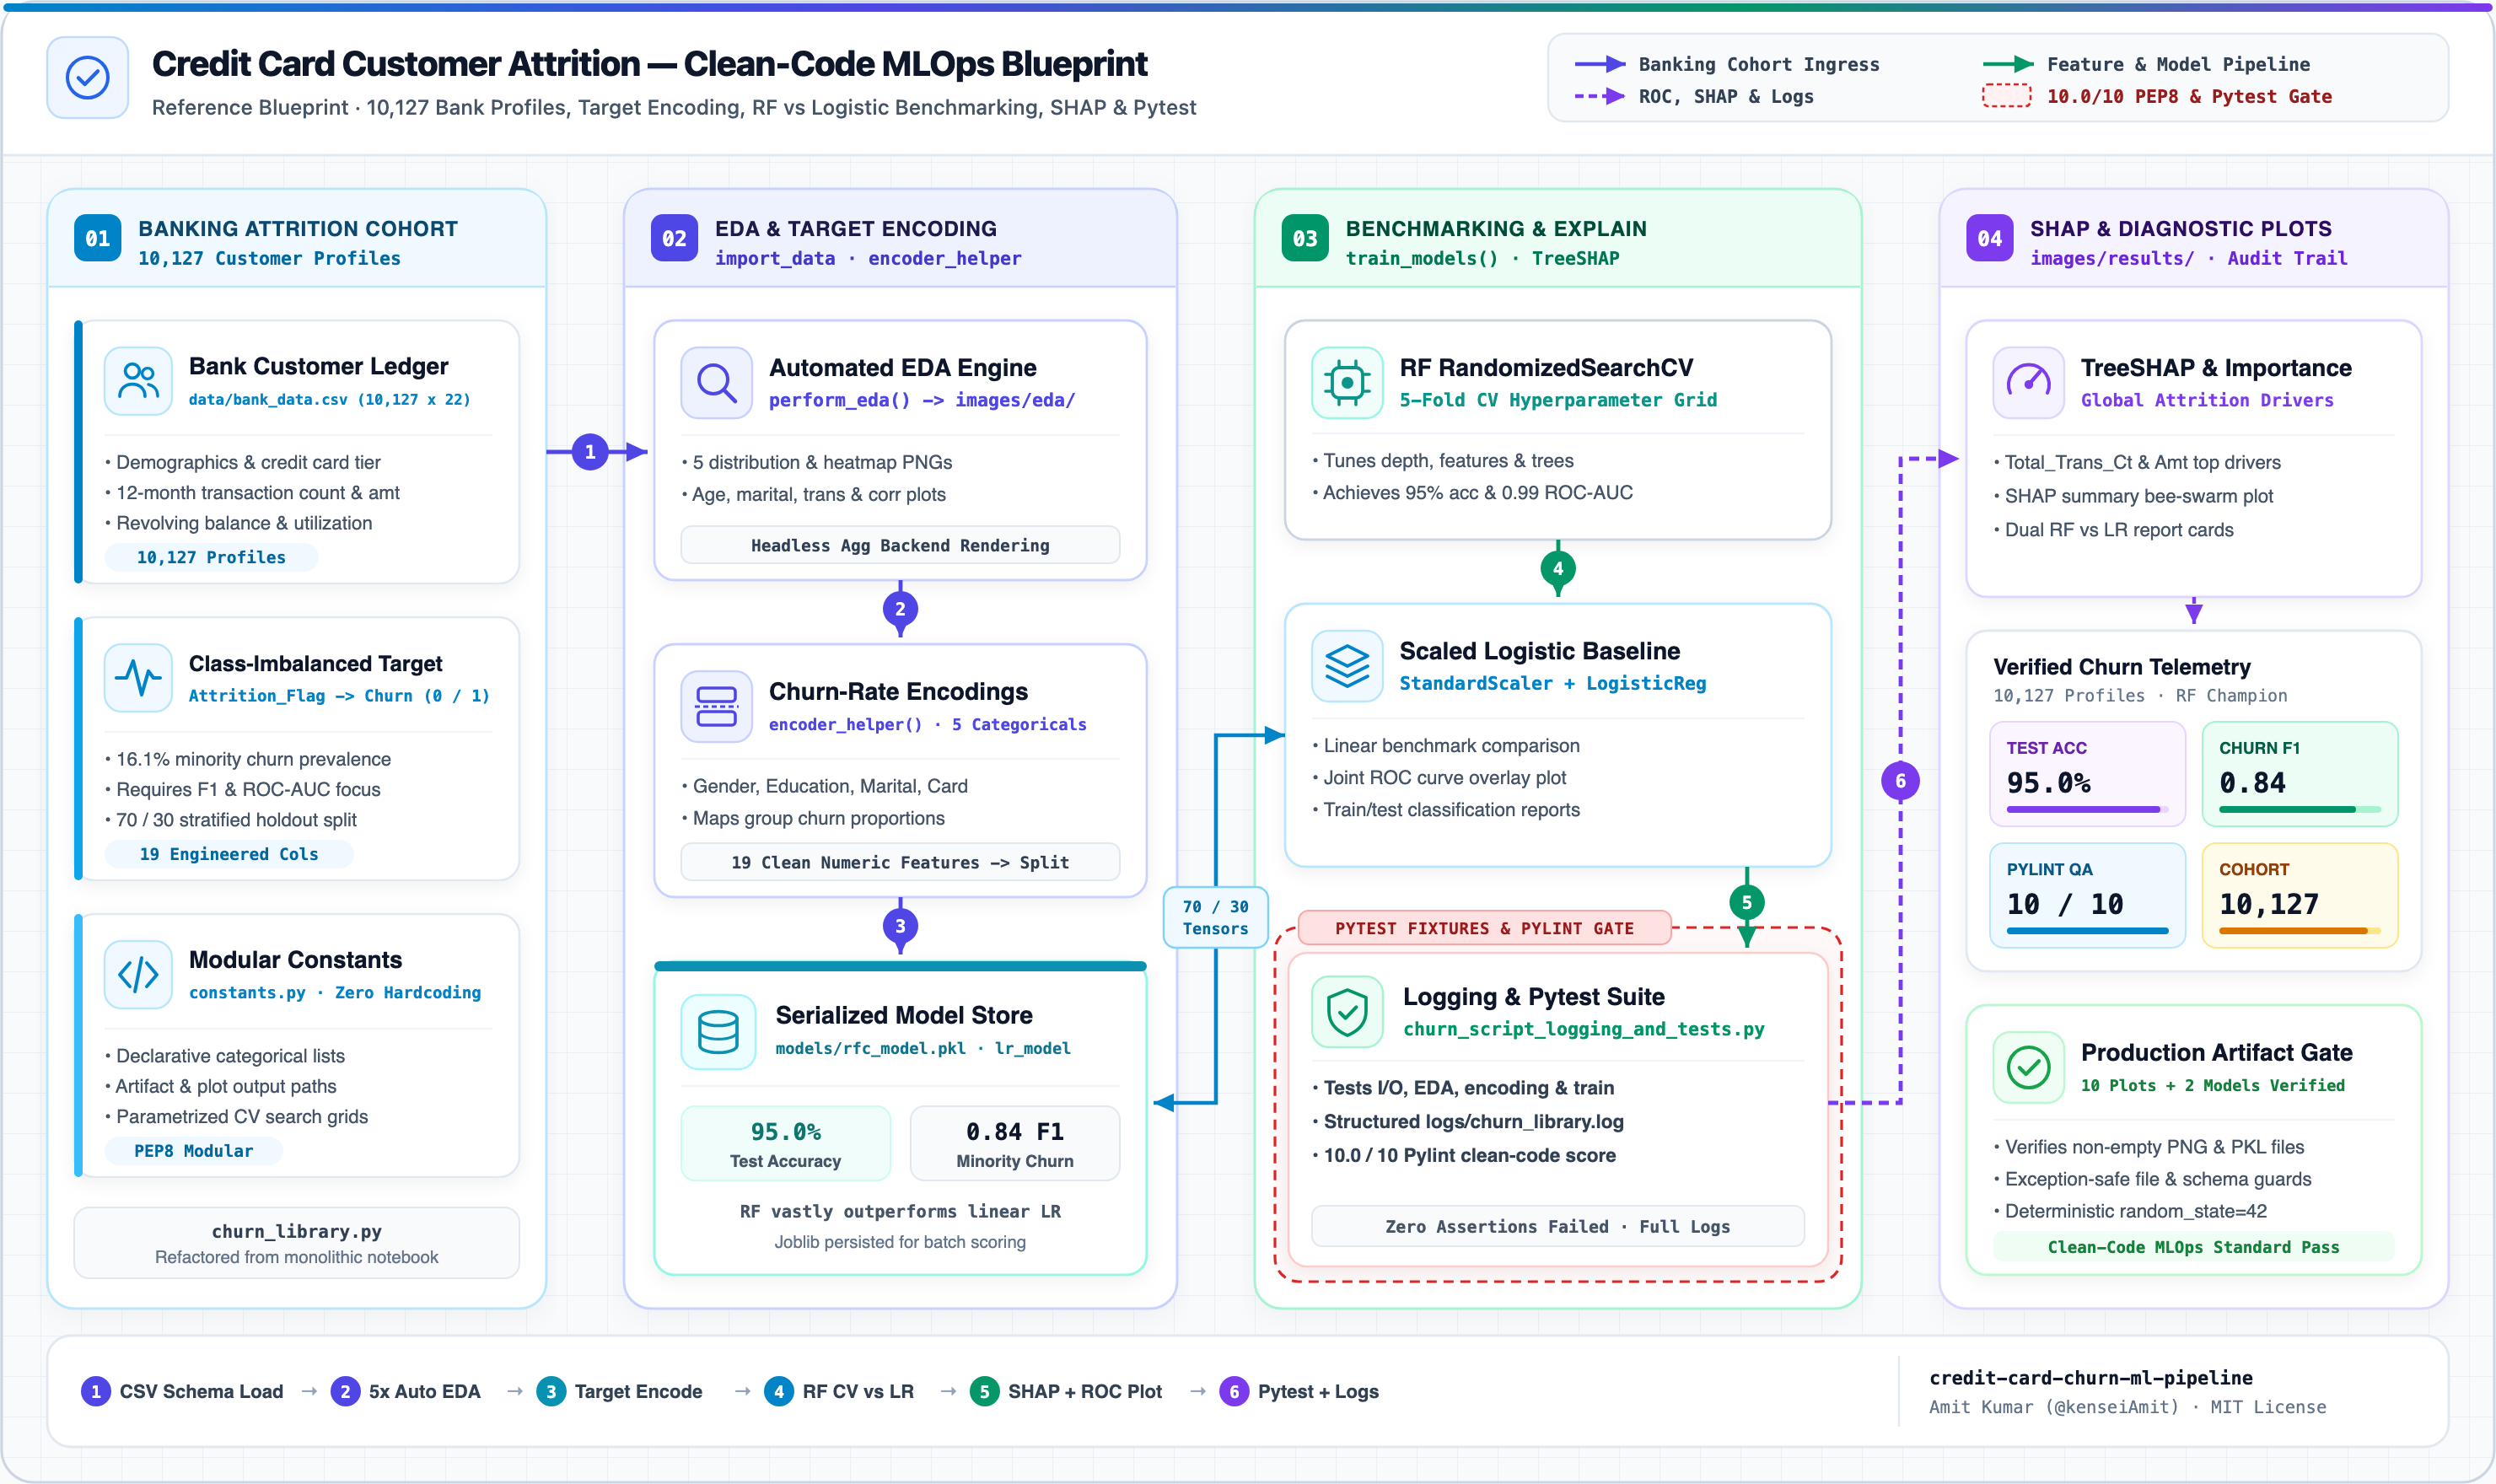 Credit Card Customer Attrition — Clean-Code MLOps Blueprint
Reference Blueprint · 10,127 Bank Profiles, Target Encoding, RF vs Logistic Benchmarking, SHAP & Pytest
Banking Cohort Ingress
Feature & Model Pipeline
ROC, SHAP & Logs
10.0/10 PEP8 & Pytest Gate
01
BANKING ATTRITION COHORT
10,127 Customer Profiles
Bank Customer Ledger
data/bank_data.csv (10,127 x 22)
• Demographics & credit card tier
• 12-month transaction count & amt
• Revolving balance & utilization
10,127 Profiles
Class-Imbalanced Target
Attrition_Flag -> Churn (0 / 1)
• 16.1% minority churn prevalence
• Requires F1 & ROC-AUC focus
• 70 / 30 stratified holdout split
19 Engineered Cols
Modular Constants
constants.py · Zero Hardcoding
• Declarative categorical lists
• Artifact & plot output paths
• Parametrized CV search grids
PEP8 Modular
churn_library.py
Refactored from monolithic notebook
1
02
EDA & TARGET ENCODING
import_data · encoder_helper
Automated EDA Engine
perform_eda() -> images/eda/
• 5 distribution & heatmap PNGs
• Age, marital, trans & corr plots
Headless Agg Backend Rendering
2
Churn-Rate Encodings
encoder_helper() · 5 Categoricals
• Gender, Education, Marital, Card
• Maps group churn proportions
19 Clean Numeric Features -> Split
3
Serialized Model Store
models/rfc_model.pkl · lr_model
95.0%
Test Accuracy
0.84 F1
Minority Churn
RF vastly outperforms linear LR
Joblib persisted for batch scoring
70 / 30
Tensors
03
BENCHMARKING & EXPLAIN
train_models() · TreeSHAP
RF RandomizedSearchCV
5-Fold CV Hyperparameter Grid
• Tunes depth, features & trees
• Achieves 95% acc & 0.99 ROC-AUC
4
Scaled Logistic Baseline
StandardScaler + LogisticReg
• Linear benchmark comparison
• Joint ROC curve overlay plot
• Train/test classification reports
5
PYTEST FIXTURES & PYLINT GATE
Logging & Pytest Suite
churn_script_logging_and_tests.py
• Tests I/O, EDA, encoding & train
• Structured logs/churn_library.log
• 10.0 / 10 Pylint clean-code score
Zero Assertions Failed · Full Logs
6
04
SHAP & DIAGNOSTIC PLOTS
images/results/ · Audit Trail
TreeSHAP & Importance
Global Attrition Drivers
• Total_Trans_Ct & Amt top drivers
• SHAP summary bee-swarm plot
• Dual RF vs LR report cards
Verified Churn Telemetry
10,127 Profiles · RF Champion
TEST ACC
95.0%
CHURN F1
0.84
PYLINT QA
10 / 10
COHORT
10,127
Production Artifact Gate
10 Plots + 2 Models Verified
• Verifies non-empty PNG & PKL files
• Exception-safe file & schema guards
• Deterministic random_state=42
Clean-Code MLOps Standard Pass
1 CSV Schema Load → 2 5x Auto EDA → 3 Target Encode → 4 RF CV vs LR → 5 SHAP + ROC Plot → 6 Pytest + Logs
credit-card-churn-ml-pipeline
Amit Kumar (@kenseiAmit) · MIT License